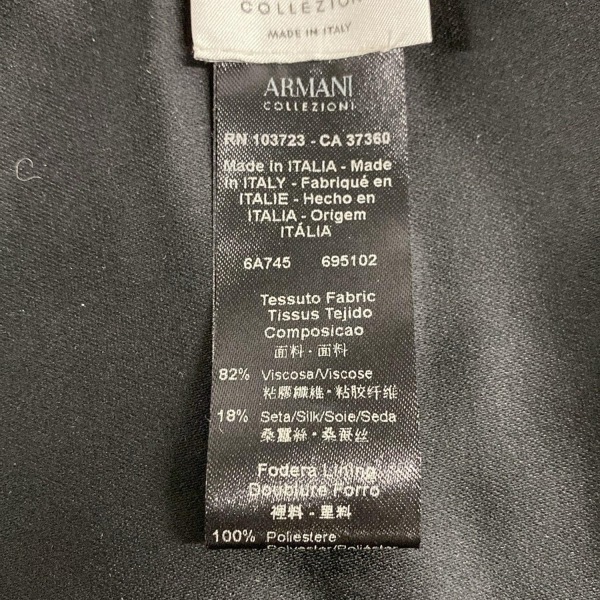 COLLEZIONI
MADE IN ITALY
ARMANI
COLLEZIONI
RN 103723 - CA 37360
Made in ITALIA - Made
in ITALY - Fabriqué en
ITALIE - Hecho en
ITALIA - Origem
ITÁLIA
6A745 695102
Tessuto Fabric
Tissus Tejido
Composicao
面料 · 面料
82% Viscosa/Viscose
粘膠纖維 · 粘胶纤维
18% Seta/Silk/Soie/Seda
桑蠶絲 · 桑蚕丝
Fodera Lining
Doublure Forro
裡料 - 里料
100% Poliestere
Polyester/Poliéster